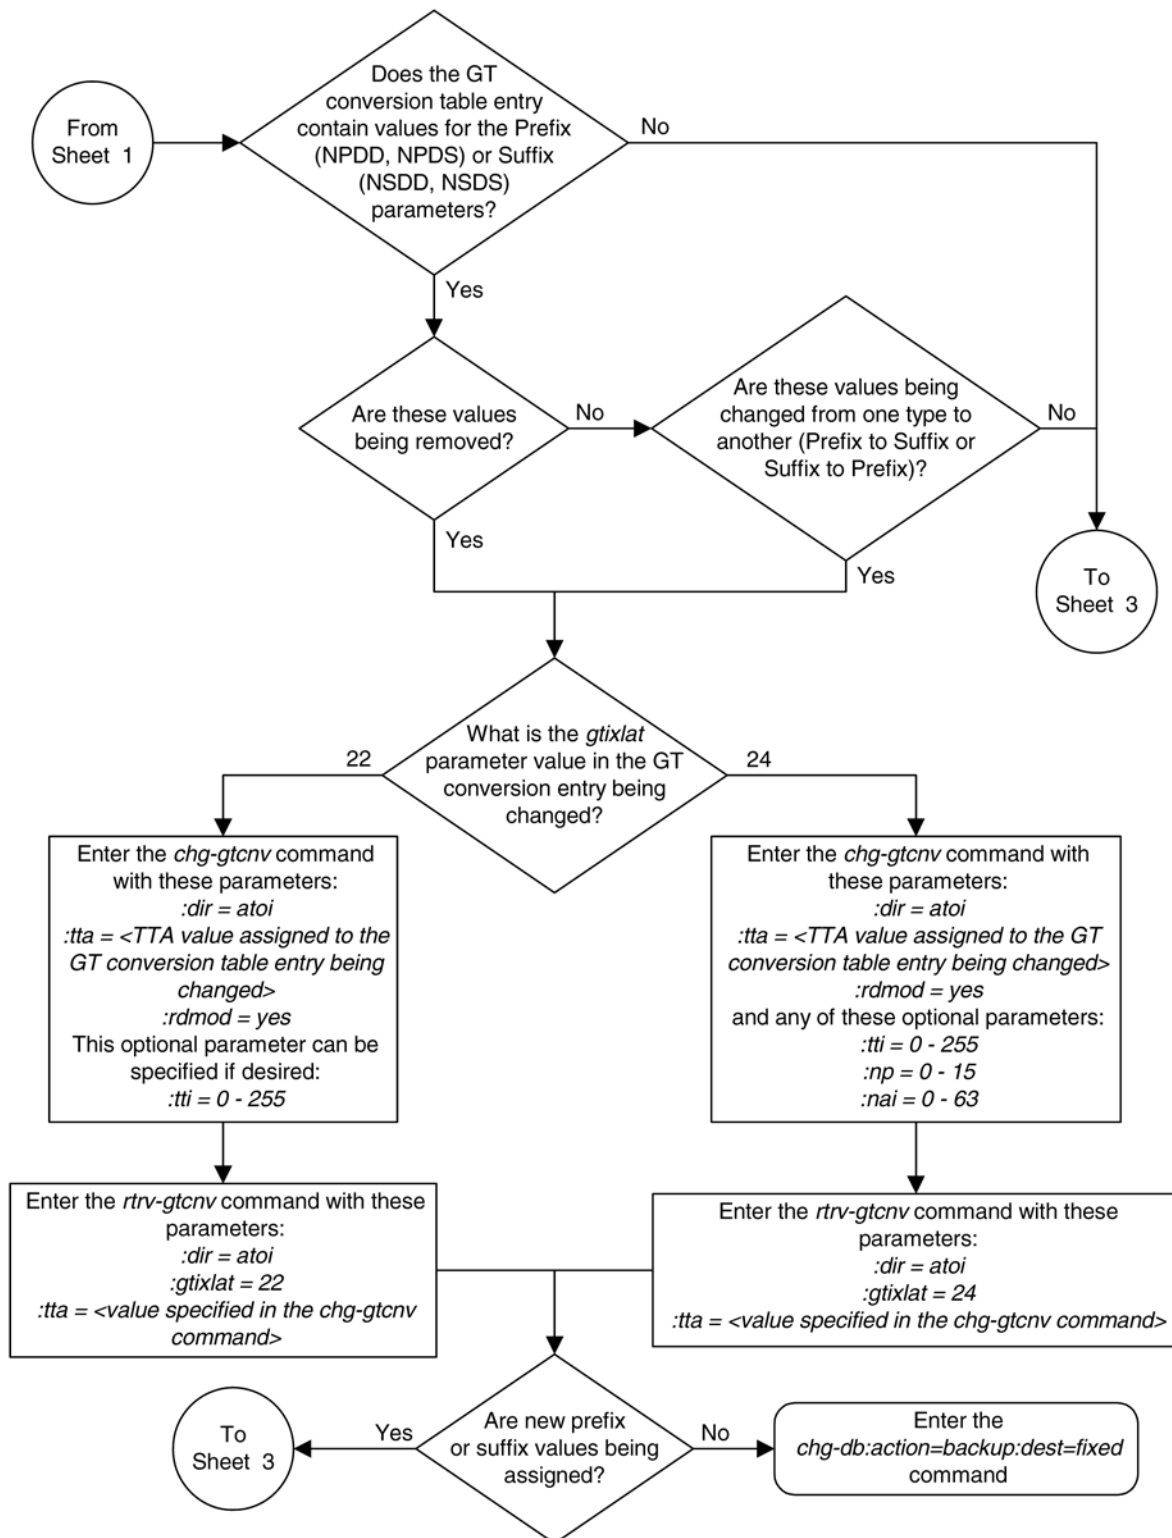 Does the GT
conversion table entry
contain values for the Prefix
(NPDD, NPDS) or Suffix
(NSDD, NSDS)
parameters?
From
Sheet 1
No
Yes
Are these values
being removed?
No
Are these values being
changed from one type to
another (Prefix to Suffix or
Suffix to Prefix)?
No
Yes
Yes
To
Sheet 3
What is the gtixlat
parameter value in the GT
conversion entry being
changed?
22
24
Enter the chg-gtcnv command
with these parameters:
:dir = atoi
:tta = <TTA value assigned to the
GT conversion table entry being
changed>
:rdmod = yes
This optional parameter can be
specified if desired:
:tti = 0 - 255
Enter the chg-gtcnv command with
these parameters:
:dir = atoi
:tta = <TTA value assigned to the GT
conversion table entry being changed>
:rdmod = yes
and any of these optional parameters:
:tti = 0 - 255
:np = 0 - 15
:nai = 0 - 63
Enter the rtrv-gtcnv command with these
parameters:
:dir = atoi
:gtixlat = 22
:tta = <value specified in the chg-gtcnv
command>
Enter the rtrv-gtcnv command with these
parameters:
:dir = atoi
:gtixlat = 24
:tta = <value specified in the chg-gtcnv command>
To
Sheet 3
Yes
Are new prefix
or suffix values being
assigned?
No
Enter the
chg-db:action=backup:dest=fixed
command